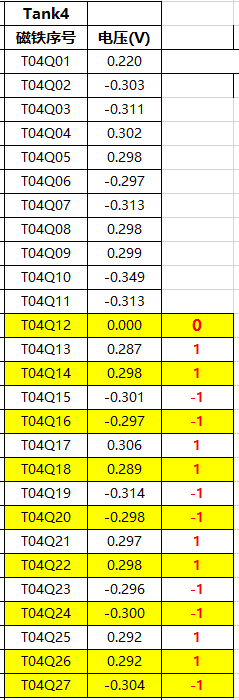 Tank4
磁铁序号 电压(V)
T04Q01 0.220
T04Q02 -0.303
T04Q03 -0.311
T04Q04 0.302
T04Q05 0.298
T04Q06 -0.297
T04Q07 -0.313
T04Q08 0.298
T04Q09 0.299
T04Q10 -0.349
T04Q11 -0.313
T04Q12 0.000 0
T04Q13 0.287 1
T04Q14 0.298 1
T04Q15 -0.301 -1
T04Q16 -0.297 -1
T04Q17 0.306 1
T04Q18 0.289 1
T04Q19 -0.314 -1
T04Q20 -0.298 -1
T04Q21 0.297 1
T04Q22 0.298 1
T04Q23 -0.296 -1
T04Q24 -0.300 -1
T04Q25 0.292 1
T04Q26 0.292 1
T04Q27 -0.304 -1